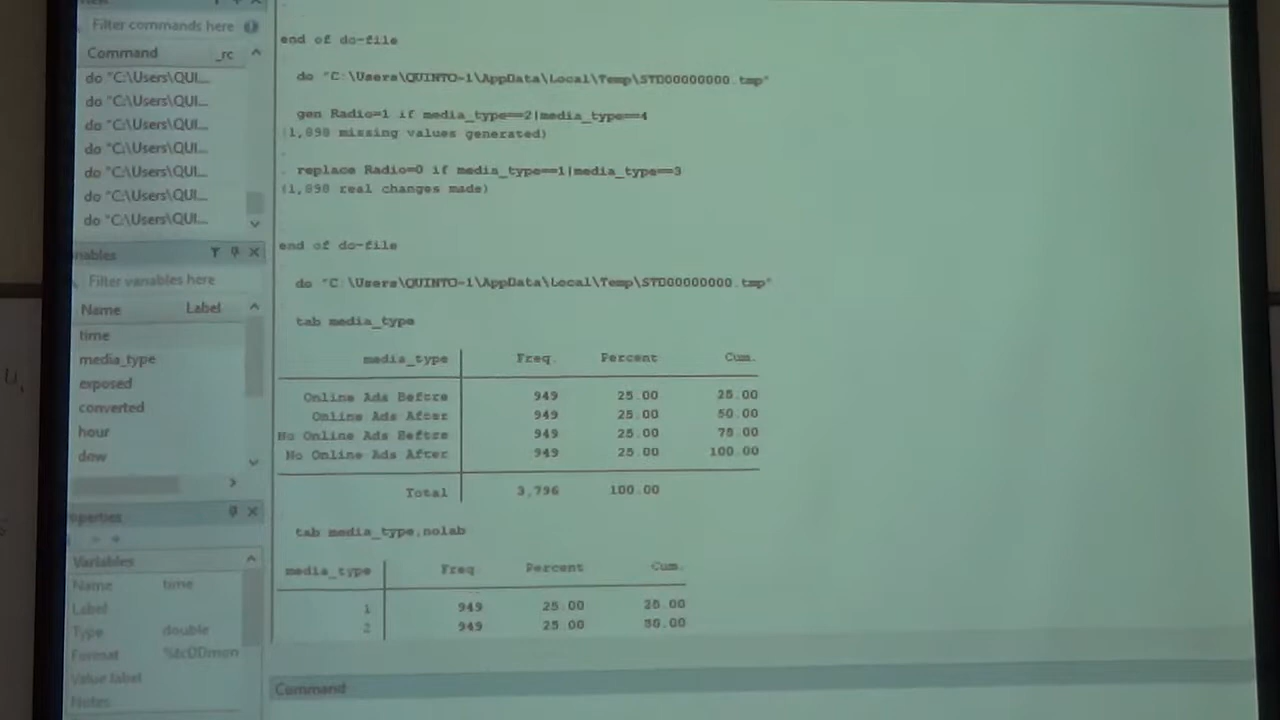 Filter commands here
Command _rc
do "C:\Users\QUI...
do "C:\Users\QUI...
do "C:\Users\QUI...
do "C:\Users\QUI...
do "C:\Users\QUI...
do "C:\Users\QUI...
do "C:\Users\QUI...
Filter variables here
Name Label
time
media_type
exposed
converted
hour
dow
Variables
Name time
Label
Type double
Format %tcDDmon
Value label
Notes
end of do-file
do "C:\Users\QUINTO~1\AppData\Local\Temp\STD00000000.tmp"
gen Radio=1 if media_type==2|media_type==4
(1,898 missing values generated)
. replace Radio=0 if media_type==1|media_type==3
(1,898 real changes made)
end of do-file
do "C:\Users\QUINTO~1\AppData\Local\Temp\STD00000000.tmp"
tab media_type
media_type Freq. Percent Cum.
Online Ads Before 949 25.00 25.00
Online Ads After 949 25.00 50.00
No Online Ads Before 949 25.00 75.00
No Online Ads After 949 25.00 100.00
Total 3,796 100.00
tab media_type,nolab
media_type Freq. Percent Cum.
1 949 25.00 25.00
2 949 25.00 50.00
Command